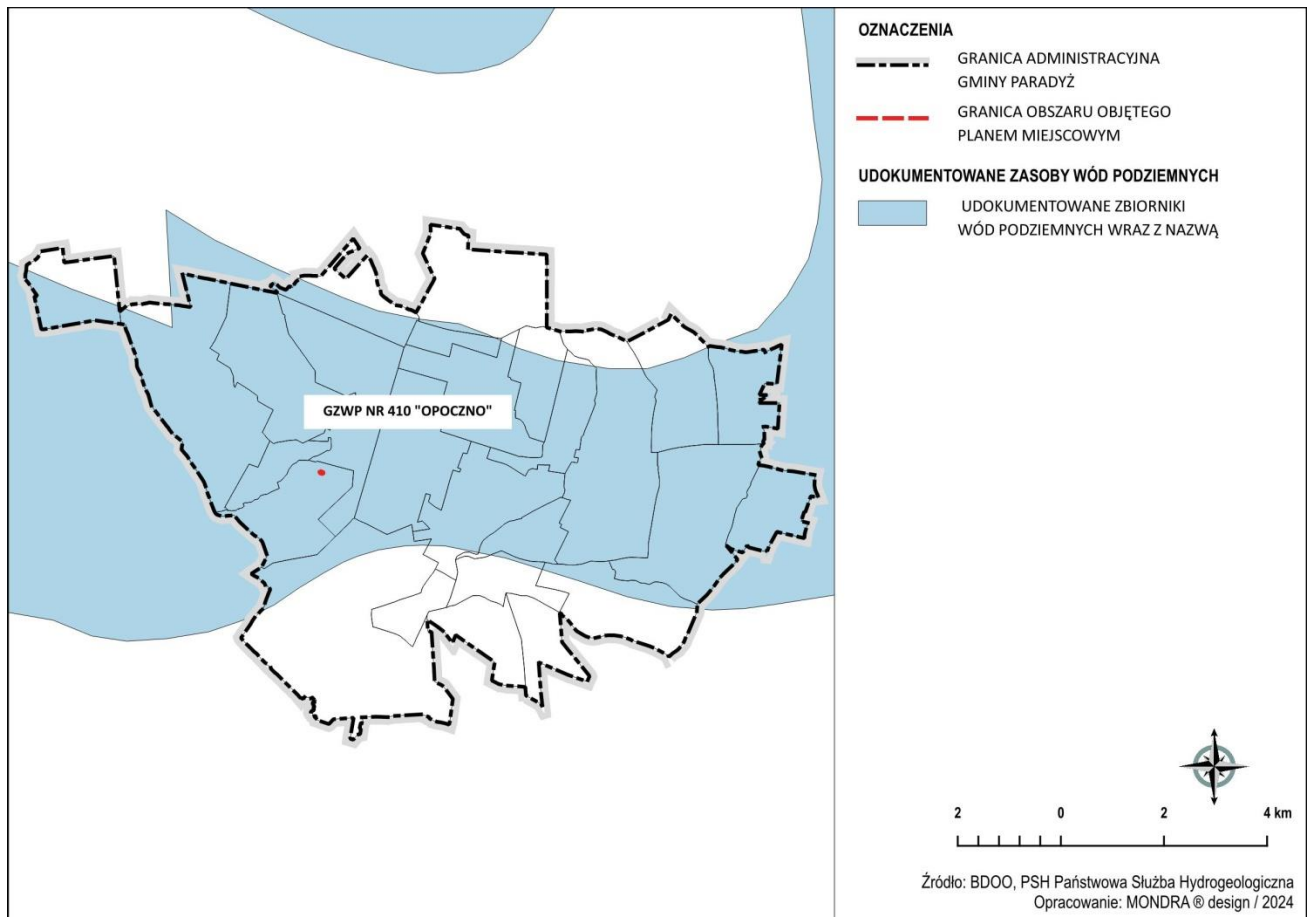 OZNACZENIA
GRANICA ADMINISTRACYJNA
GMINY PARADYŻ
GRANICA OBSZARU OBJĘTEGO
PLANEM MIEJSCOWYM
UDOKUMENTOWANE ZASOBY WÓD PODZIEMNYCH
UDOKUMENTOWANE ZBIORNIKI
WÓD PODZIEMNYCH WRAZ Z NAZWĄ
GZWP NR 410 "OPOCZNO"
2 0 2 4 km
Źródło: BDOO, PSH Państwowa Służba Hydrogeologiczna
Opracowanie: MONDRA ® design / 2024